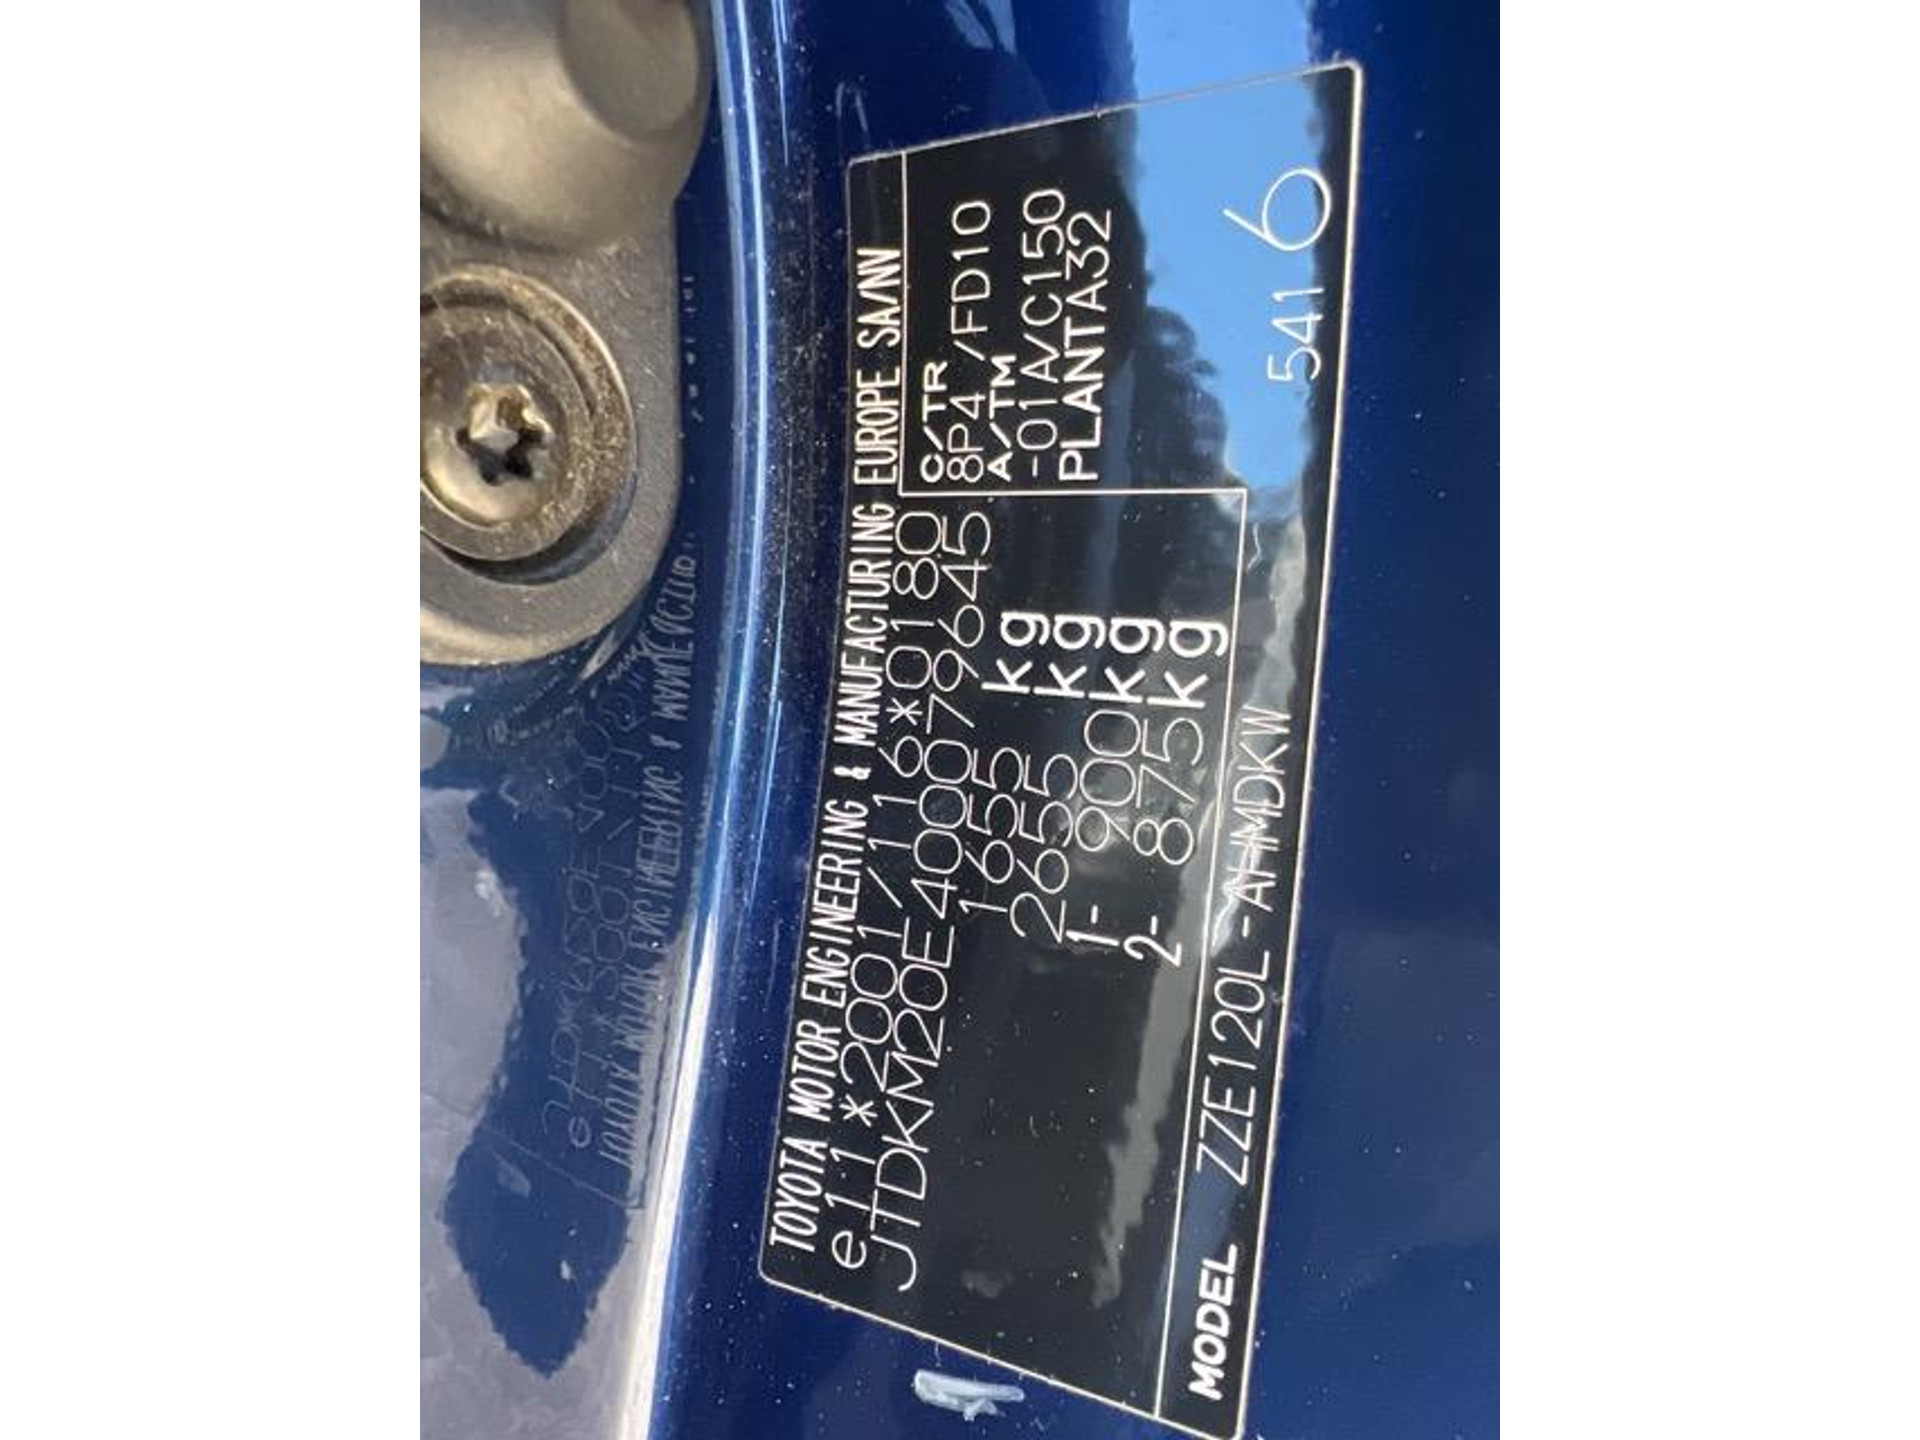 TOYOTA MOTOR ENGINEERING & MANUFACTURING EUROPE SA/NV
e11*2001/116*0180
JTDKM20E400079645
1655 kg
2655 kg
1- 900 kg
2- 875 kg
C/TR
8P4 /FD10
A/TM
-01A/C150
PLANTA32
MODEL ZZE120L-AHMDKW
5416